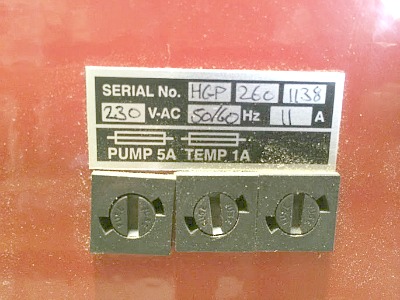 SERIAL No. HGP 260 1138
230 V-AC 50/60 Hz 11 A
PUMP 5A TEMP 1A